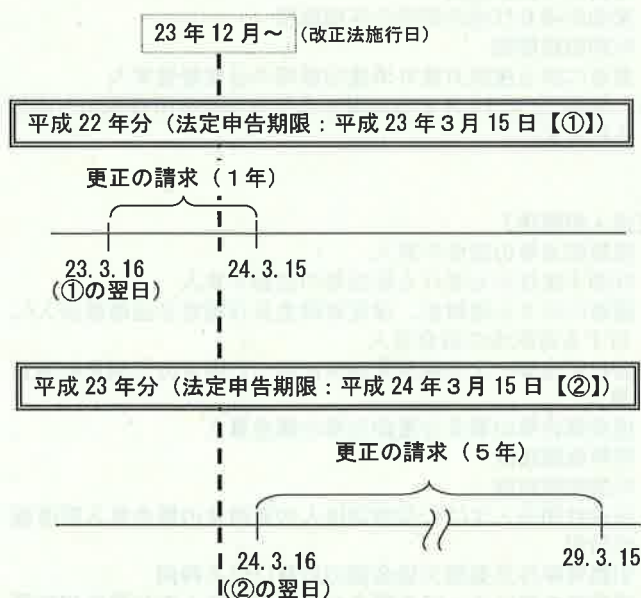 23年12月～ (改正法施行日)
平成22年分（法定申告期限：平成23年3月15日【①】）
更正の請求（1年）
23.3.16 24.3.15
(①の翌日)
平成23年分（法定申告期限：平成24年3月15日【②】）
更正の請求（5年）
24.3.16 29.3.15
(②の翌日)